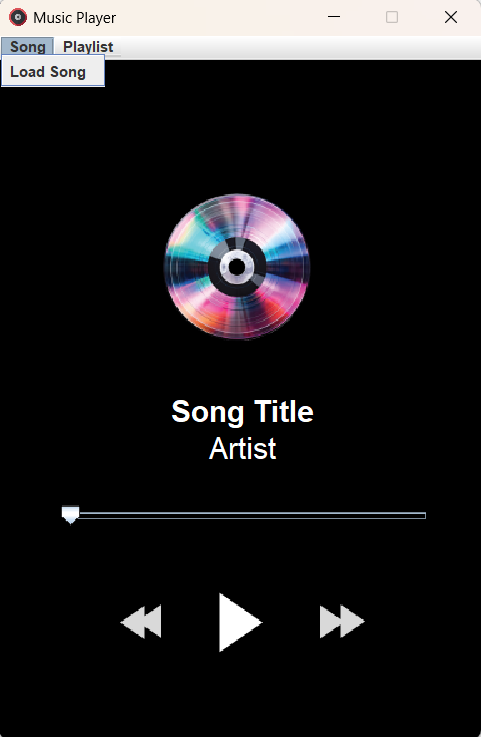 Music Player
Song Playlist
Load Song
Song Title
Artist